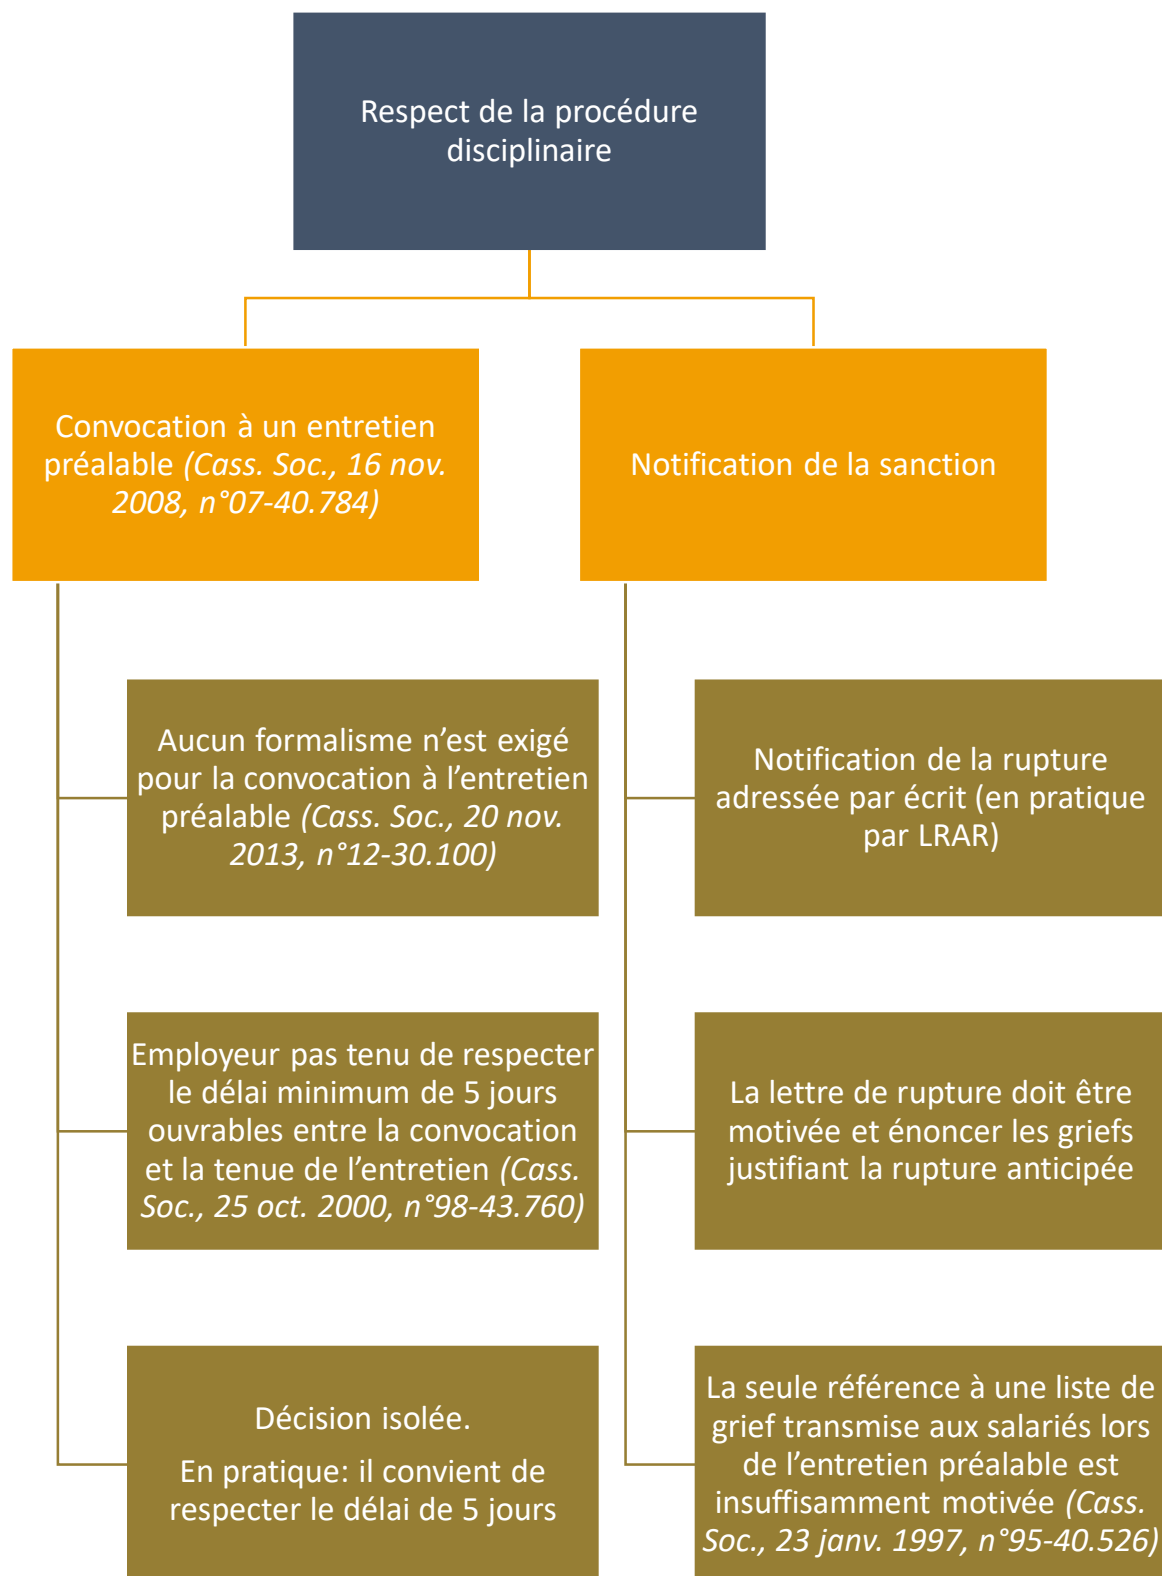 Respect de la procédure
disciplinaire
Convocation à un entretien
préalable (Cass. Soc., 16 nov.
2008, n°07-40.784)
Notification de la sanction
Aucun formalisme n’est exigé
pour la convocation à l’entretien
préalable (Cass. Soc., 20 nov.
2013, n°12-30.100)
Notification de la rupture
adressée par écrit (en pratique
par LRAR)
Employeur pas tenu de respecter
le délai minimum de 5 jours
ouvrables entre la convocation
et la tenue de l’entretien (Cass.
Soc., 25 oct. 2000, n°98-43.760)
La lettre de rupture doit être
motivée et énoncer les griefs
justifiant la rupture anticipée
Décision isolée.
En pratique: il convient de
respecter le délai de 5 jours
La seule référence à une liste de
grief transmise aux salariés lors
de l’entretien préalable est
insuffisamment motivée (Cass.
Soc., 23 janv. 1997, n°95-40.526)